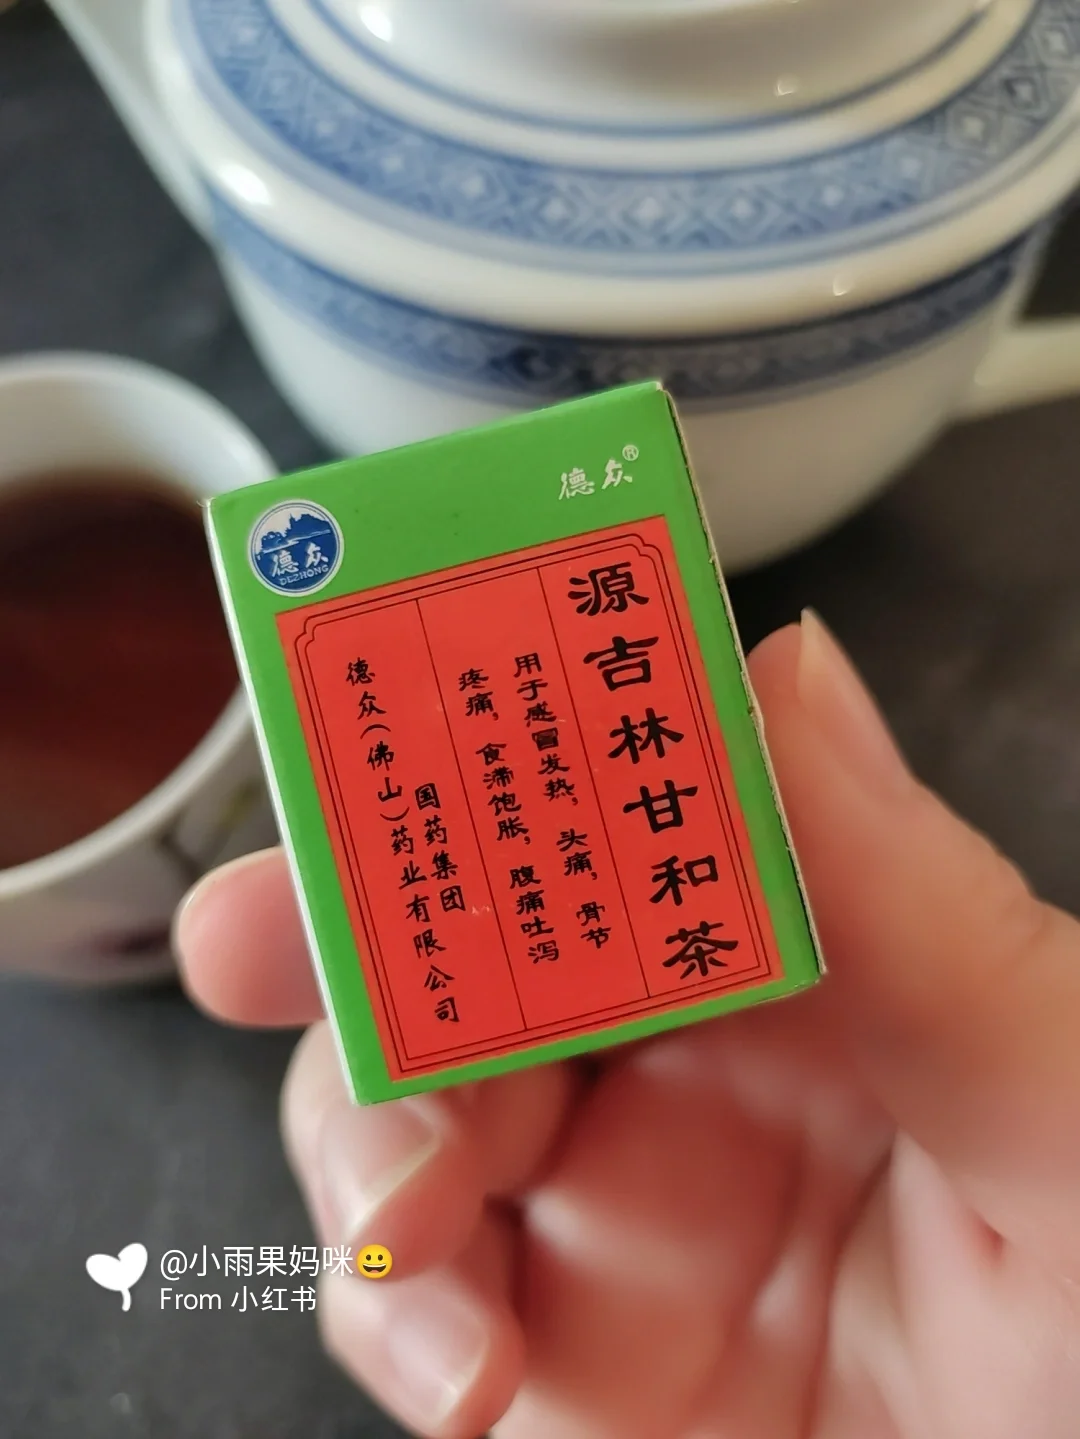 德众®
德众
DEZHONG
源吉林甘和茶
用于感冒发热，头痛，骨节
疼痛，食滞饱胀，腹痛吐泻
国药集团
德众(佛山)药业有限公司
@小雨果妈咪😀
From 小红书